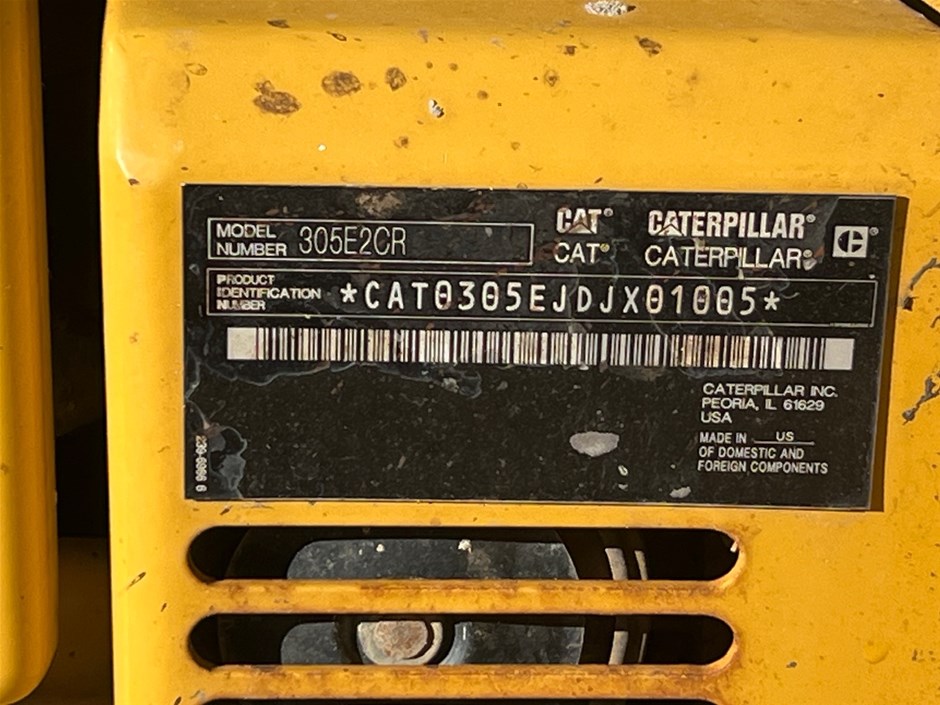 MODEL
NUMBER 305E2CR
CAT® CATERPILLAR®
CAT® CATERPILLAR®
PRODUCT
IDENTIFICATION
NUMBER
*CAT0305EJDJX01005*
CATERPILLAR INC.
PEORIA, IL 61629
USA
MADE IN US
OF DOMESTIC AND
FOREIGN COMPONENTS